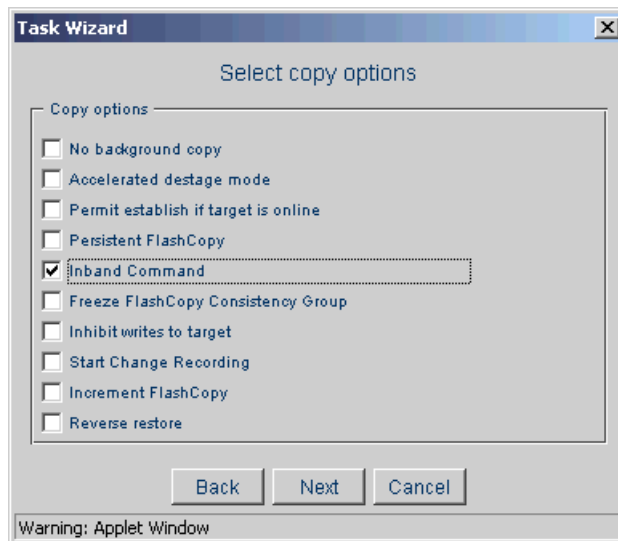 Task Wizard
Select copy options
Copy options
No background copy
Accelerated destage mode
Permit establish if target is online
Persistent FlashCopy
Inband Command
Freeze FlashCopy Consistency Group
Inhibit writes to target
Start Change Recording
Increment FlashCopy
Reverse restore
Back Next Cancel
Warning: Applet Window